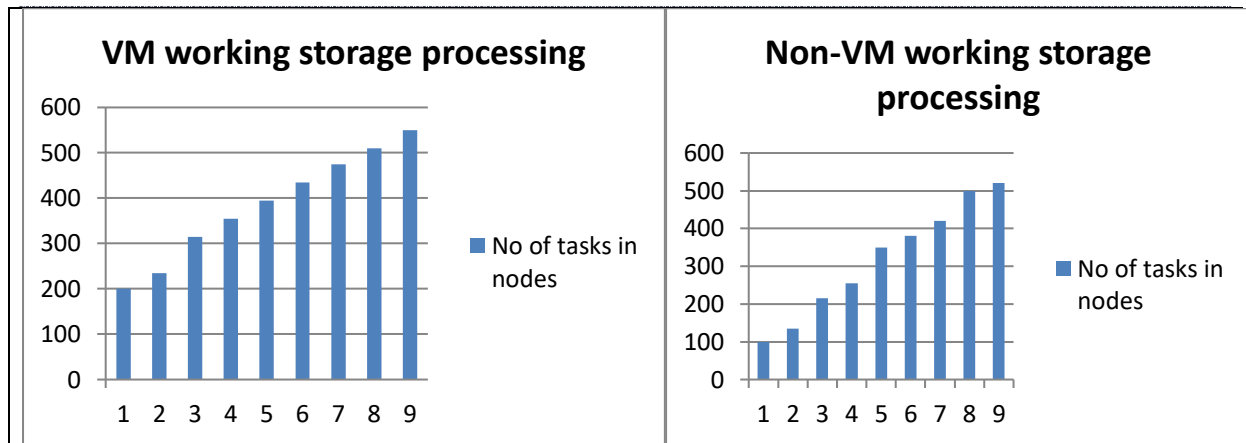 VM working storage processing
600
500
400
300
200
100
0
1 2 3 4 5 6 7 8 9
No of tasks in
nodes
Non-VM working storage
processing
600
500
400
300
200
100
0
1 2 3 4 5 6 7 8 9
No of tasks in
nodes